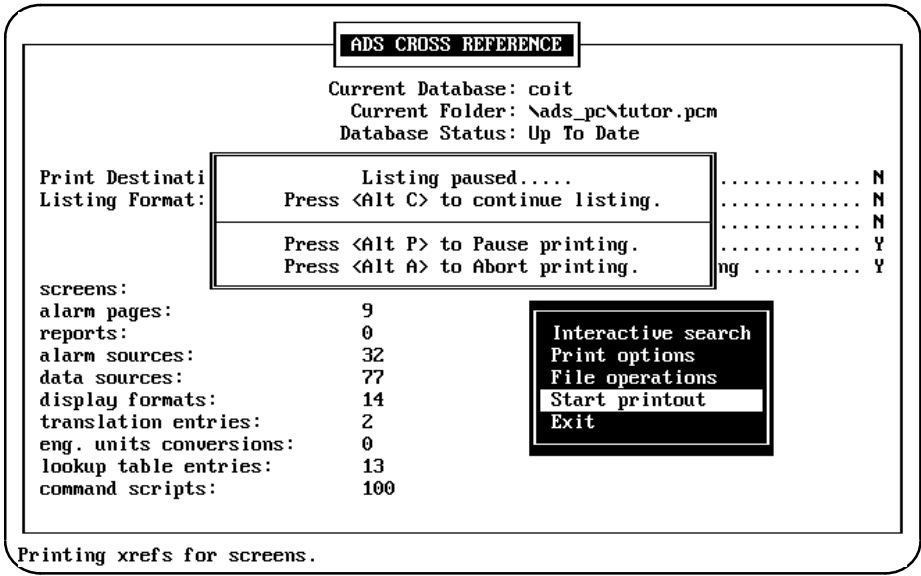 ADS CROSS REFERENCE
Current Database: coit
Current Folder: \ads_pc\tutor.pcm
Database Status: Up To Date
Print Destinati
Listing Format:
Listing paused.....
Press <Alt C> to continue listing.
Press <Alt P> to Pause printing.
Press <Alt A> to Abort printing.
............. N
............. N
............. N
............. Y
ng .......... Y
screens:
alarm pages: 9
reports: 0
alarm sources: 32
data sources: 77
display formats: 14
translation entries: 2
eng. units conversions: 0
lookup table entries: 13
command scripts: 100
Interactive search
Print options
File operations
Start printout
Exit
Printing xrefs for screens.